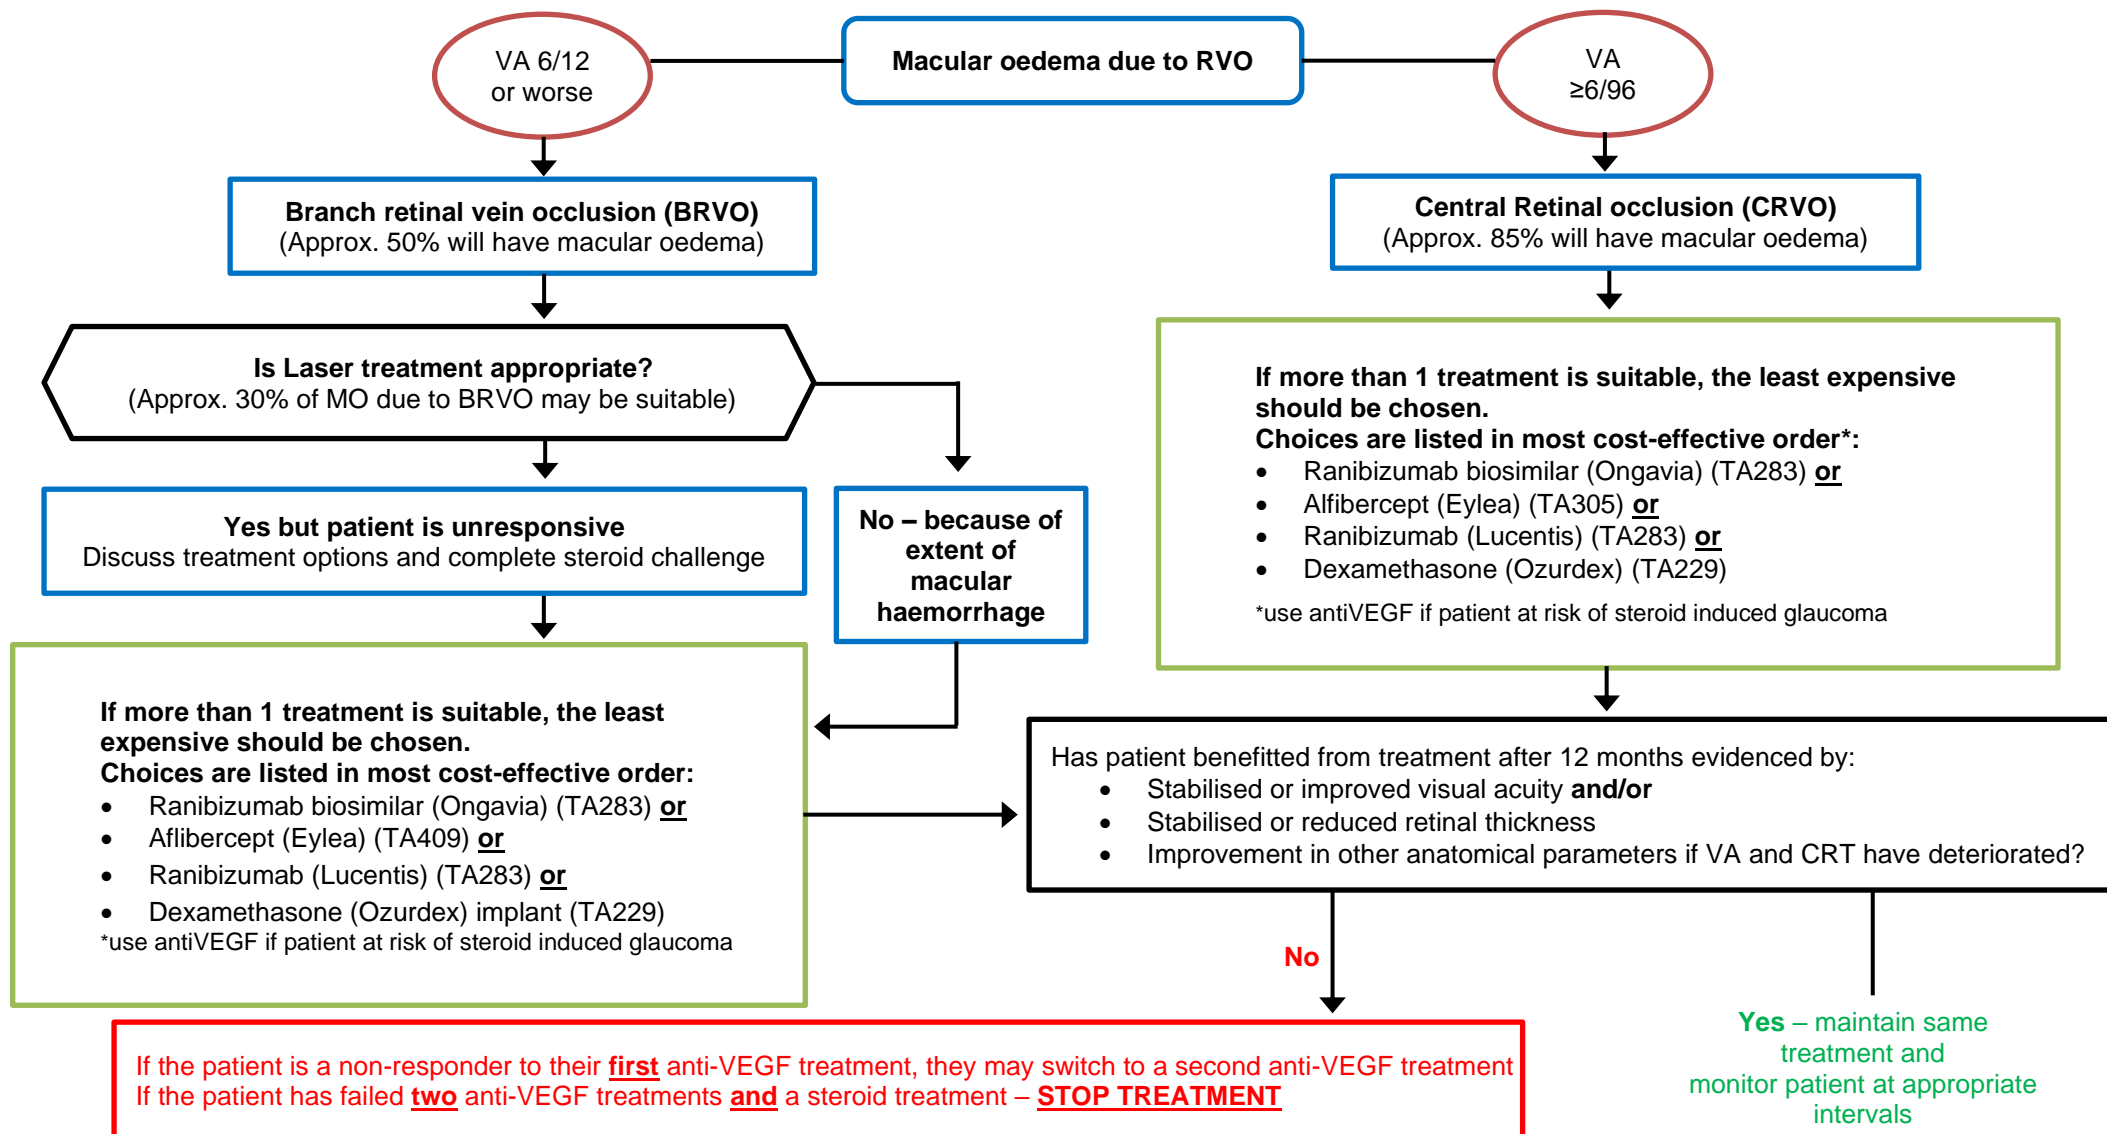 VA 6/12
or worse
Macular oedema due to RVO
VA
≥6/96
Branch retinal vein occlusion (BRVO)
(Approx. 50% will have macular oedema)
Central Retinal occlusion (CRVO)
(Approx. 85% will have macular oedema)
Is Laser treatment appropriate?
(Approx. 30% of MO due to BRVO may be suitable)
Yes but patient is unresponsive
Discuss treatment options and complete steroid challenge
No – because of
extent of
macular
haemorrhage
If more than 1 treatment is suitable, the least
expensive should be chosen.
Choices are listed in most cost-effective order:
• Ranibizumab biosimilar (Ongavia) (TA283) or
• Aflibercept (Eylea) (TA409) or
• Ranibizumab (Lucentis) (TA283) or
• Dexamethasone (Ozurdex) implant (TA229)
*use antiVEGF if patient at risk of steroid induced glaucoma
If more than 1 treatment is suitable, the least expensive
should be chosen.
Choices are listed in most cost-effective order*:
• Ranibizumab biosimilar (Ongavia) (TA283) or
• Alfibercept (Eylea) (TA305) or
• Ranibizumab (Lucentis) (TA283) or
• Dexamethasone (Ozurdex) (TA229)
*use antiVEGF if patient at risk of steroid induced glaucoma
Has patient benefitted from treatment after 12 months evidenced by:
• Stabilised or improved visual acuity and/or
• Stabilised or reduced retinal thickness
• Improvement in other anatomical parameters if VA and CRT have deteriorated?
No
If the patient is a non-responder to their first anti-VEGF treatment, they may switch to a second anti-VEGF treatment
If the patient has failed two anti-VEGF treatments and a steroid treatment – STOP TREATMENT
Yes – maintain same
treatment and
monitor patient at appropriate
intervals